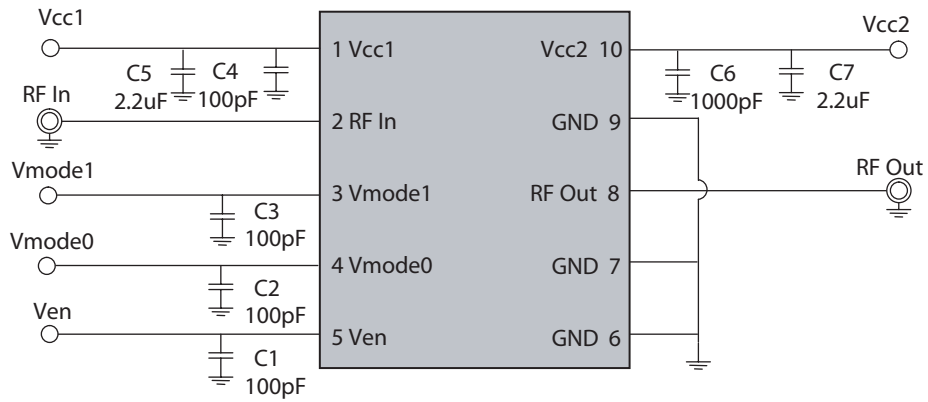 Vcc1
C5
2.2uF
C4
100pF
RF In
Vmode1
C3
100pF
Vmode0
C2
100pF
Ven
C1
100pF
1 Vcc1
2 RF In
3 Vmode1
4 Vmode0
5 Ven
Vcc2 10
GND 9
RF Out 8
GND 7
GND 6
Vcc2
C6
1000pF
C7
2.2uF
RF Out